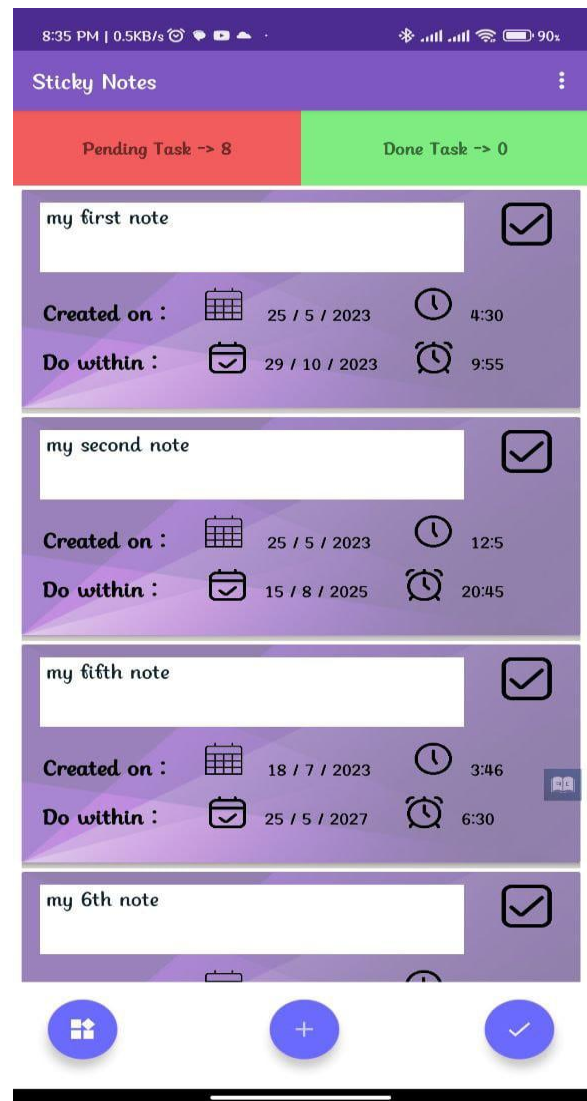 8:35 PM | 0.5KB/s
90%
Sticky Notes
Pending Task -> 8
Done Task -> 0
my first note
Created on : 25 / 5 / 2023 4:30
Do within : 29 / 10 / 2023 9:55
my second note
Created on : 25 / 5 / 2023 12:5
Do within : 15 / 8 / 2025 20:45
my fifth note
Created on : 18 / 7 / 2023 3:46
Do within : 25 / 5 / 2027 6:30
my 6th note